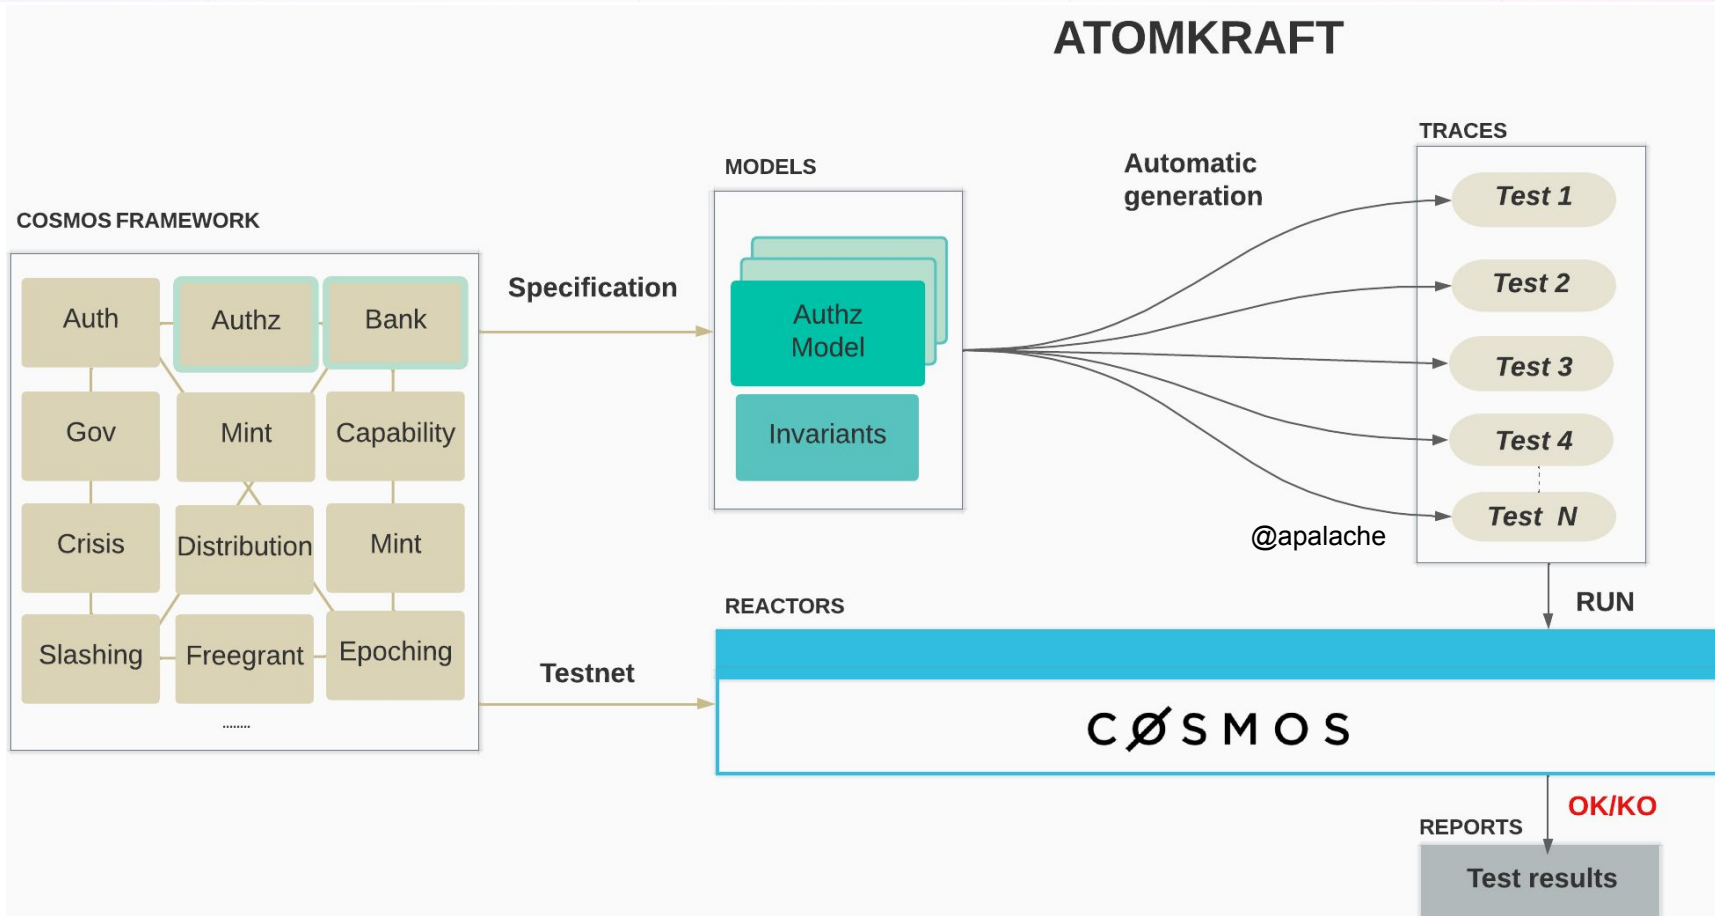 ATOMKRAFT
COSMOS FRAMEWORK
Auth
Authz
Bank
Gov
Mint
Capability
Crisis
Distribution
Mint
Slashing
Freegrant
Epoching
........
Specification
Testnet
MODELS
Authz
Model
Invariants
Automatic
generation
@apalache
TRACES
Test 1
Test 2
Test 3
Test 4
Test N
RUN
REACTORS
CØSMOS
OK/KO
REPORTS
Test results